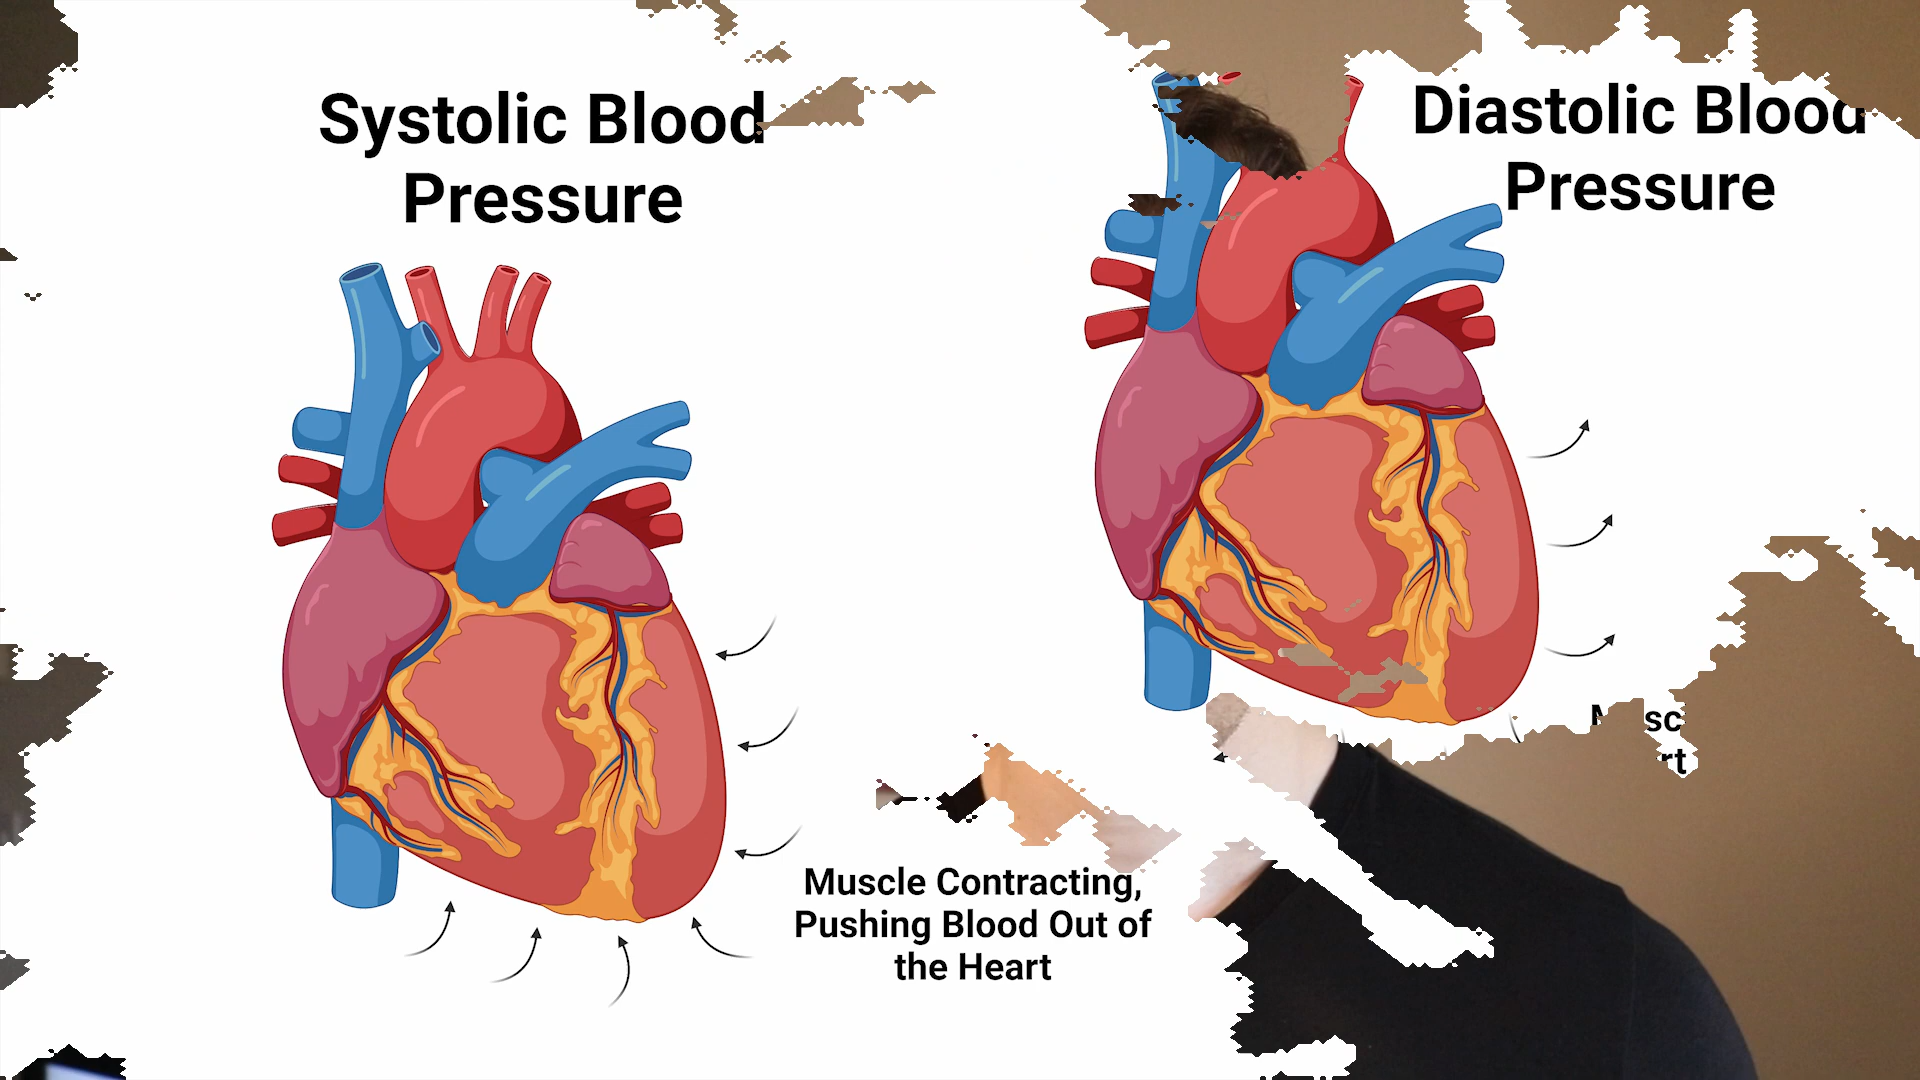 Systolic Blood
Pressure
Diastolic Blood
Pressure
Muscle Contracting,
Pushing Blood Out of
the Heart